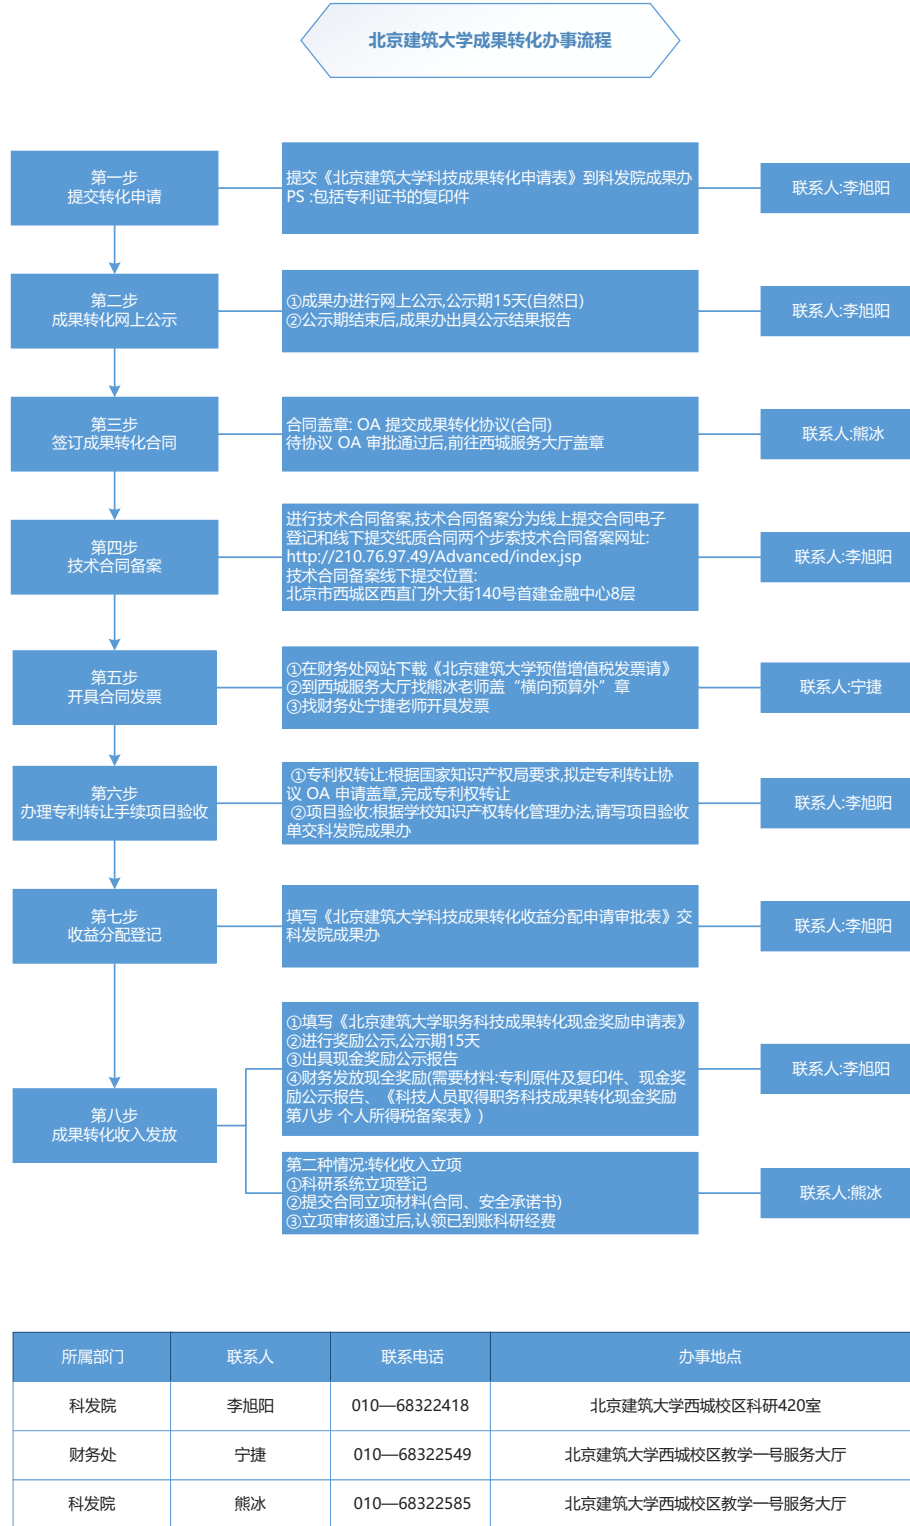 北京建筑大学成果转化办事流程
第一步
提交转化申请
提交《北京建筑大学科技成果转化申请表》到科发院成果办
PS :包括专利证书的复印件
联系人:李旭阳
第二步
成果转化网上公示
①成果办进行网上公示,公示期15天(自然日)
②公示期结束后,成果办出具公示结果报告
联系人:李旭阳
第三步
签订成果转化合同
合同盖章: OA 提交成果转化协议(合同)
待协议 OA 审批通过后,前往西城服务大厅盖章
联系人:熊冰
第四步
技术合同备案
进行技术合同备案,技术合同备案分为线上提交合同电子
登记和线下提交纸质合同两个步索技术合同备案网址:
http://210.76.97.49/Advanced/index.jsp
技术合同备案线下提交位置:
北京市西城区西直门外大街140号首建金融中心8层
联系人:李旭阳
第五步
开具合同发票
①在财务处网站下载《北京建筑大学预借增值税发票请》
②到西城服务大厅找熊冰老师盖“横向预算外”章
③找财务处宁捷老师开具发票
联系人:宁捷
第六步
办理专利转让手续项目验收
①专利权转让:根据国家知识产权局要求,拟定专利转让协
议 OA 申请盖章,完成专利权转让
②项目验收:根据学校知识产权转化管理办法,请写项目验收
单交科发院成果办
联系人:李旭阳
第七步
收益分配登记
填写《北京建筑大学科技成果转化收益分配申请审批表》交
科发院成果办
联系人:李旭阳
第八步
成果转化收入发放
①填写《北京建筑大学职务科技成果转化现金奖励申请表》
②进行奖励公示,公示期15天
③出具现金奖励公示报告
④财务发放现全奖励(需要材料:专利原件及复印件、现金奖
励公示报告、《科技人员取得职务科技成果转化现金奖励
第八步 个人所得税备案表》)
联系人:李旭阳
第二种情况:转化收入立项
①科研系统立项登记
②提交合同立项材料(合同、安全承诺书)
③立项审核通过后,认领已到账科研经费
联系人:熊冰
所属部门 联系人 联系电话 办事地点
科发院 李旭阳 010—68322418 北京建筑大学西城校区科研420室
财务处 宁捷 010—68322549 北京建筑大学西城校区教学一号服务大厅
科发院 熊冰 010—68322585 北京建筑大学西城校区教学一号服务大厅